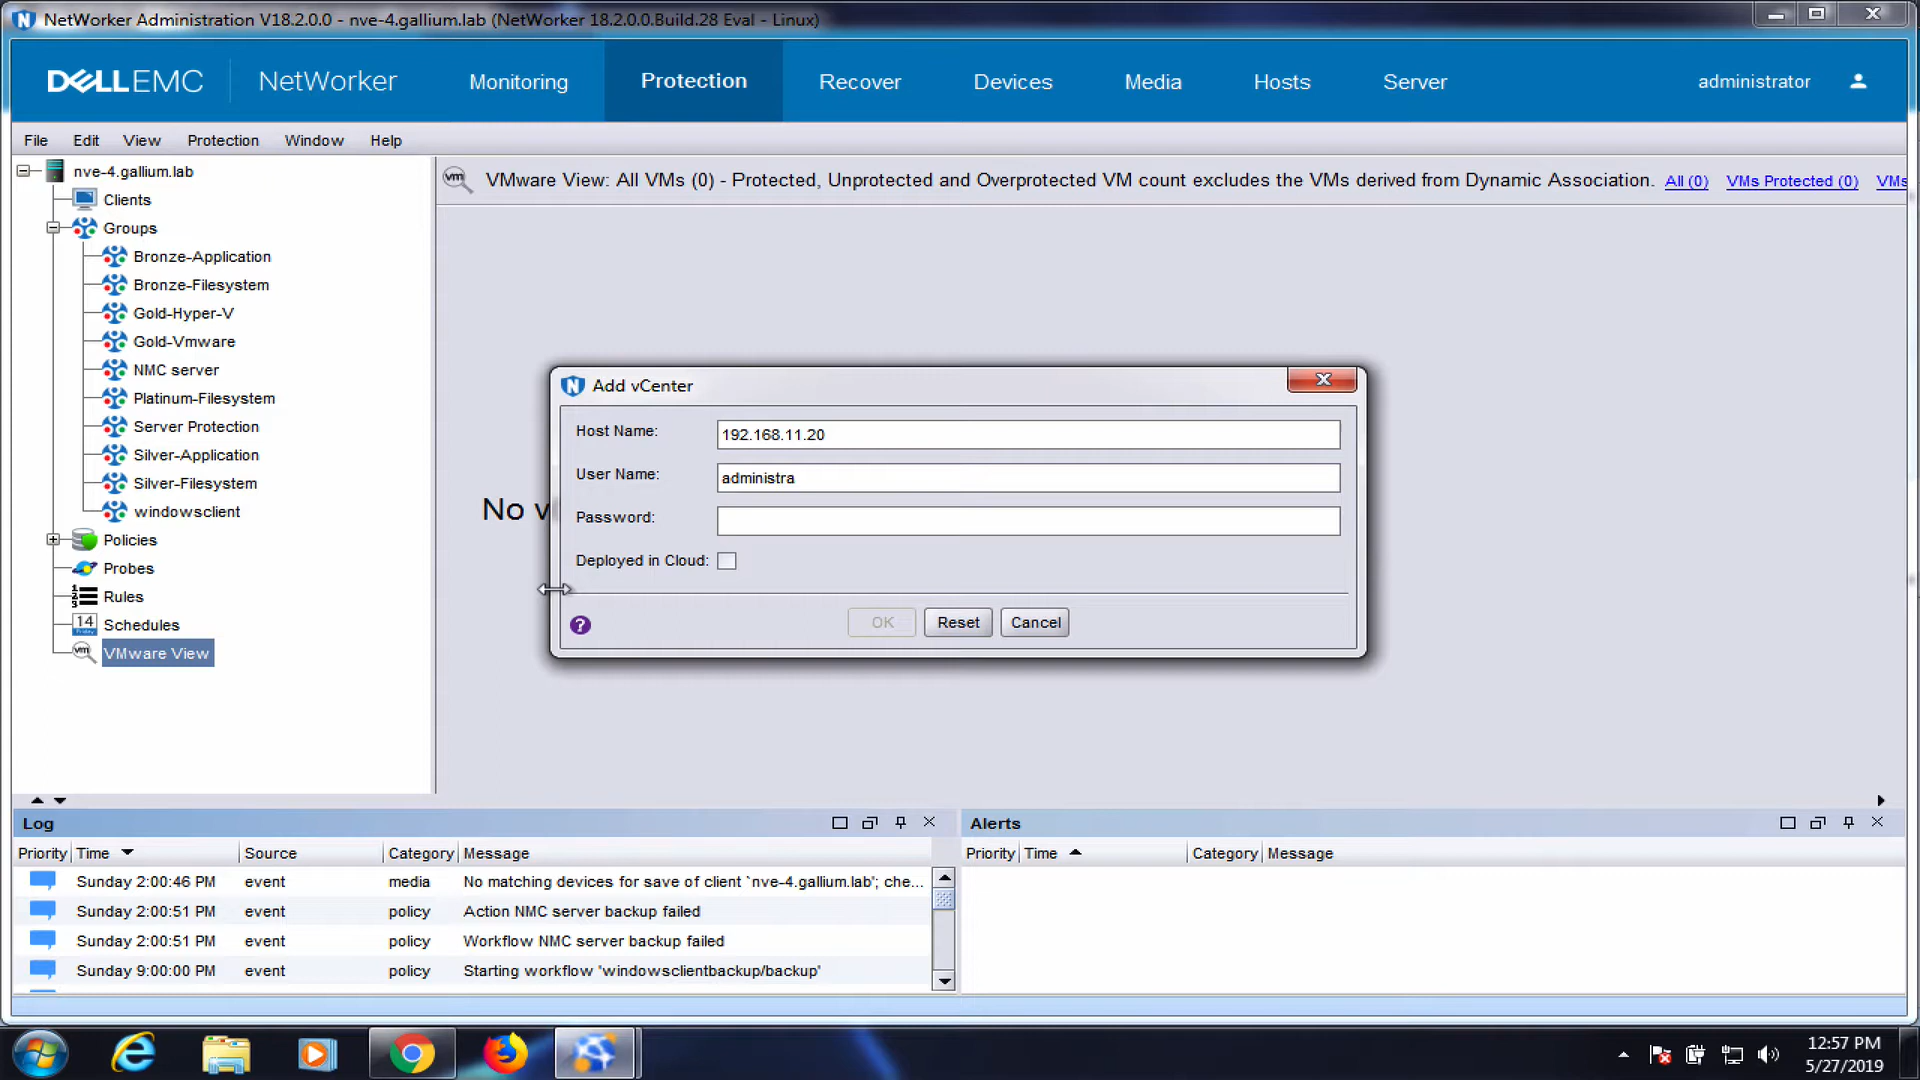 NetWorker Administration V18.2.0.0 - nve-4.gallium.lab (NetWorker 18.2.0.0.Build.28 Eval - Linux)
DELLEMC NetWorker Monitoring Protection Recover Devices Media Hosts Server administrator
File Edit View Protection Window Help
nve-4.gallium.lab
Clients
Groups
Bronze-Application
Bronze-Filesystem
Gold-Hyper-V
Gold-Vmware
NMC server
Platinum-Filesystem
Server Protection
Silver-Application
Silver-Filesystem
windowsclient
Policies
Probes
Rules
14 Schedules
vm VMware View
vm VMware View: All VMs (0) - Protected, Unprotected and Overprotected VM count excludes the VMs derived from Dynamic Association. All (0) VMs Protected (0) VMs
No v
Add vCenter
Host Name: 192.168.11.20
User Name: administra
Password:
Deployed in Cloud:
? OK Reset Cancel
Log
Priority Time Source Category Message
Sunday 2:00:46 PM event media No matching devices for save of client `nve-4.gallium.lab'; che...
Sunday 2:00:51 PM event policy Action NMC server backup failed
Sunday 2:00:51 PM event policy Workflow NMC server backup failed
Sunday 9:00:00 PM event policy Starting workflow 'windowsclientbackup/backup'
Alerts
Priority Time Category Message
12:57 PM
5/27/2019